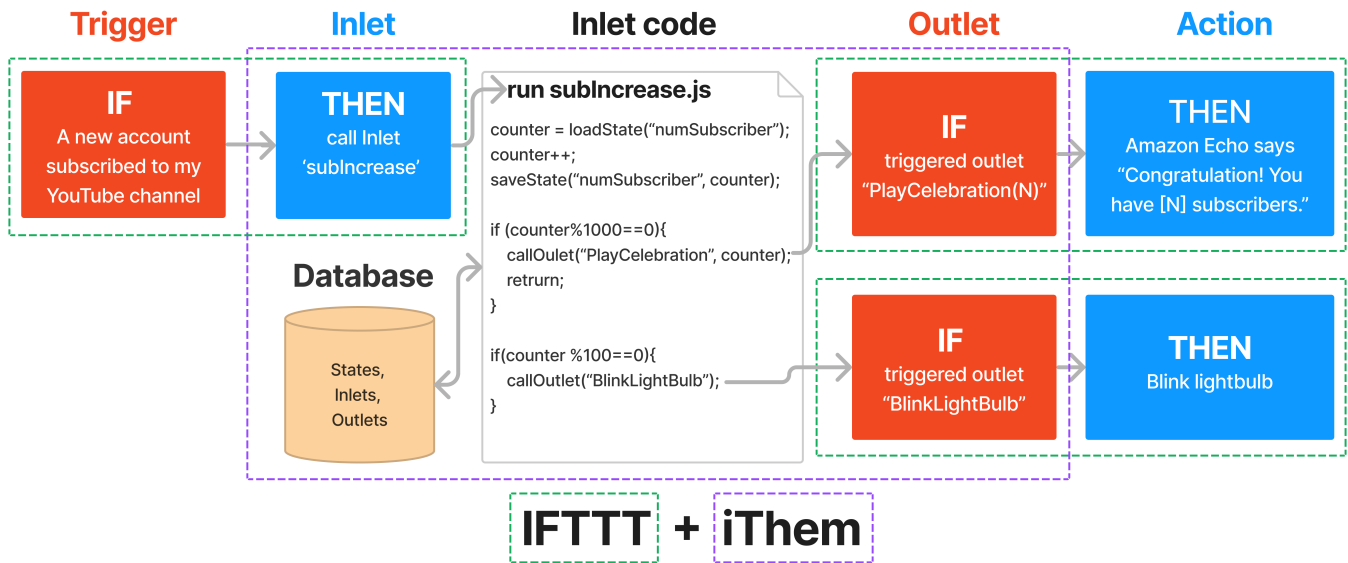 Trigger
Inlet
Inlet code
Outlet
Action
IF
A new account
subscribed to my
YouTube channel
THEN
call Inlet
‘subIncrease’
run subIncrease.js
counter = loadState(“numSubscriber”);
counter++;
saveState(“numSubscriber”, counter);
if (counter%1000==0){
callOulet(“PlayCelebration”, counter);
retrurn;
}
if(counter %100==0){
callOutlet(“BlinkLightBulb”);
}
Database
States,
Inlets,
Outlets
IF
triggered outlet
“PlayCelebration(N)”
THEN
Amazon Echo says
“Congratulation! You
have [N] subscribers.”
IF
triggered outlet
“BlinkLightBulb”
THEN
Blink lightbulb
IFTTT + iThem